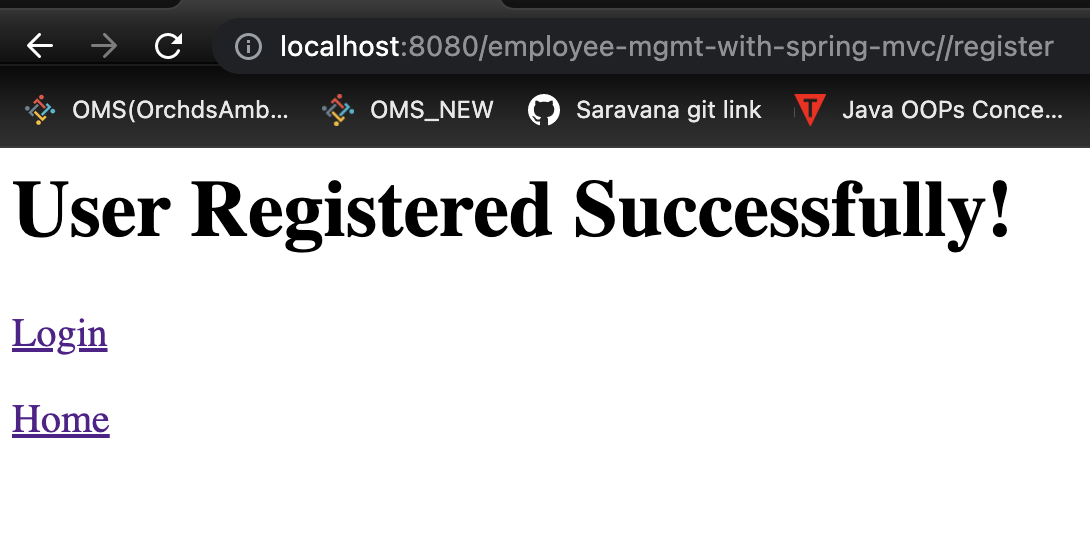 localhost:8080/employee-mgmt-with-spring-mvc//register
OMS(OrchdsAmb... OMS_NEW Saravana git link Java OOPs Conce...
User Registered Successfully!
Login
Home